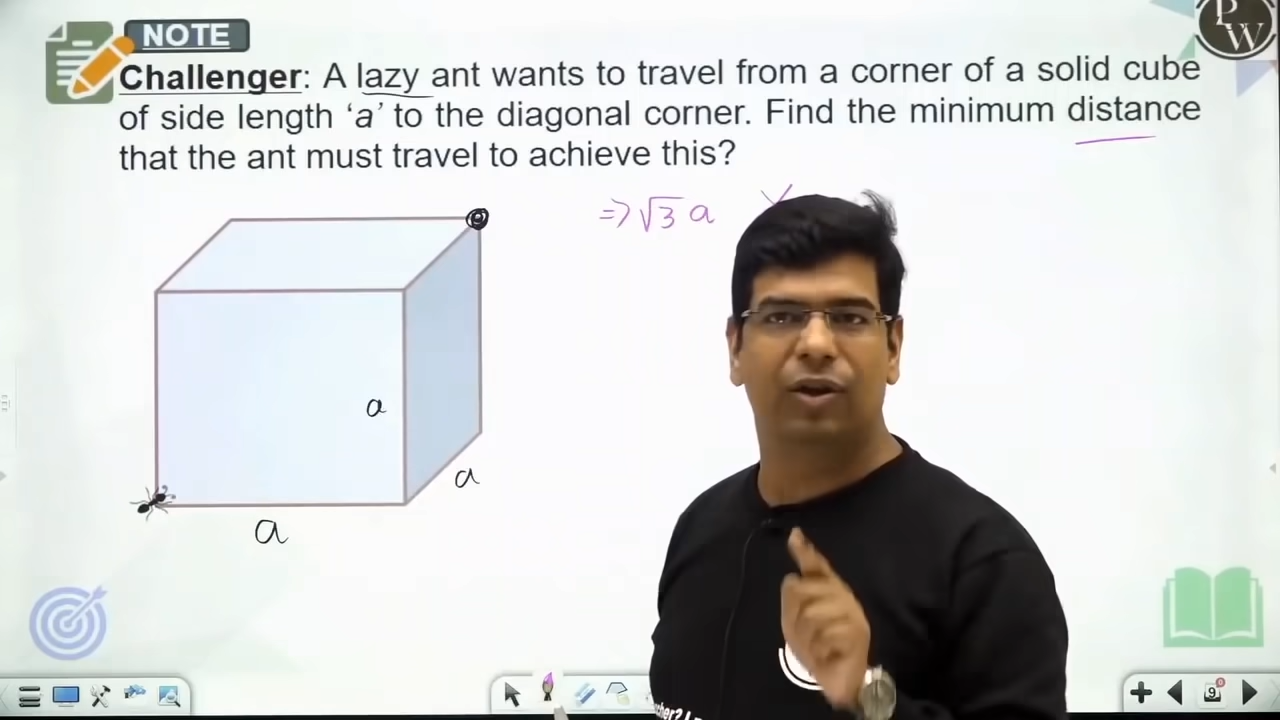 NOTE
Challenger: A lazy ant wants to travel from a corner of a solid cube
of side length ‘a’ to the diagonal corner. Find the minimum distance
that the ant must travel to achieve this?
⇒ √3 a
a
a
a
P
W
9